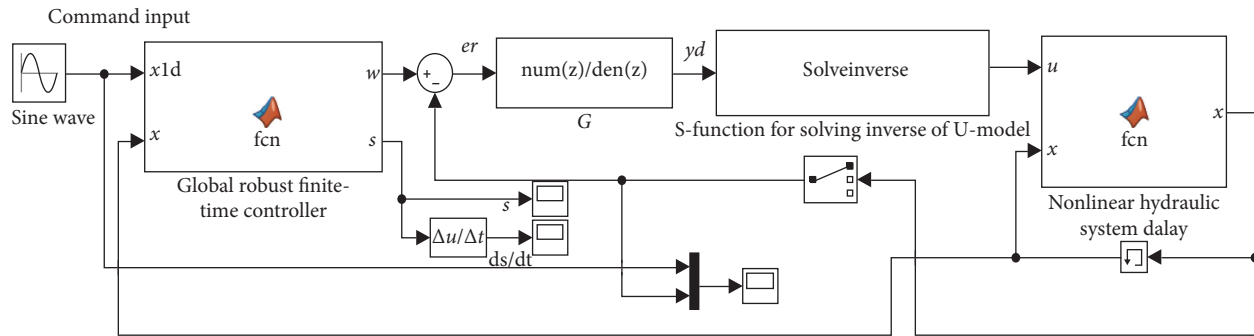 Command input
Sine wave
x1d
x
w
s
fcn
Global robust finite-
time controller
+
−
er
num(z)/den(z)
G
yd
Solveinverse
S-function for solving inverse of U-model
u
x
x
fcn
Nonlinear hydraulic
system dalay
s
Δu/Δt
ds/dt